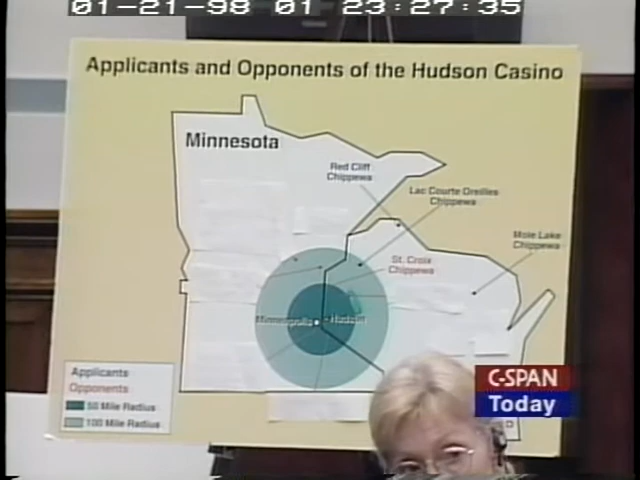 01-21-98 01 23:27:35
Applicants and Opponents of the Hudson Casino
Minnesota
Red Cliff
Chippewa
Lac Courte Oreilles
Chippewa
Mole Lake
Chippewa
St. Croix
Chippewa
Minneapolis
Hudson
Applicants
Opponents
50 Mile Radius
100 Mile Radius
C-SPAN
Today